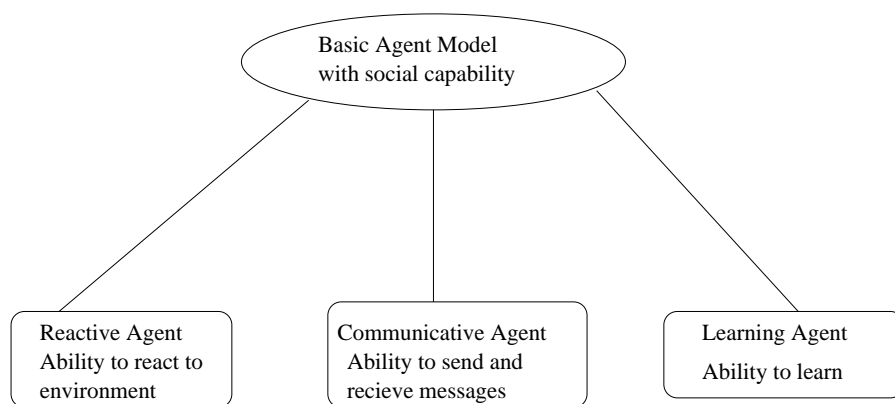 Basic Agent Model
with social capability
Reactive Agent
Ability to react to
environment
Communicative Agent
Ability to send and
recieve messages
Learning Agent
Ability to learn